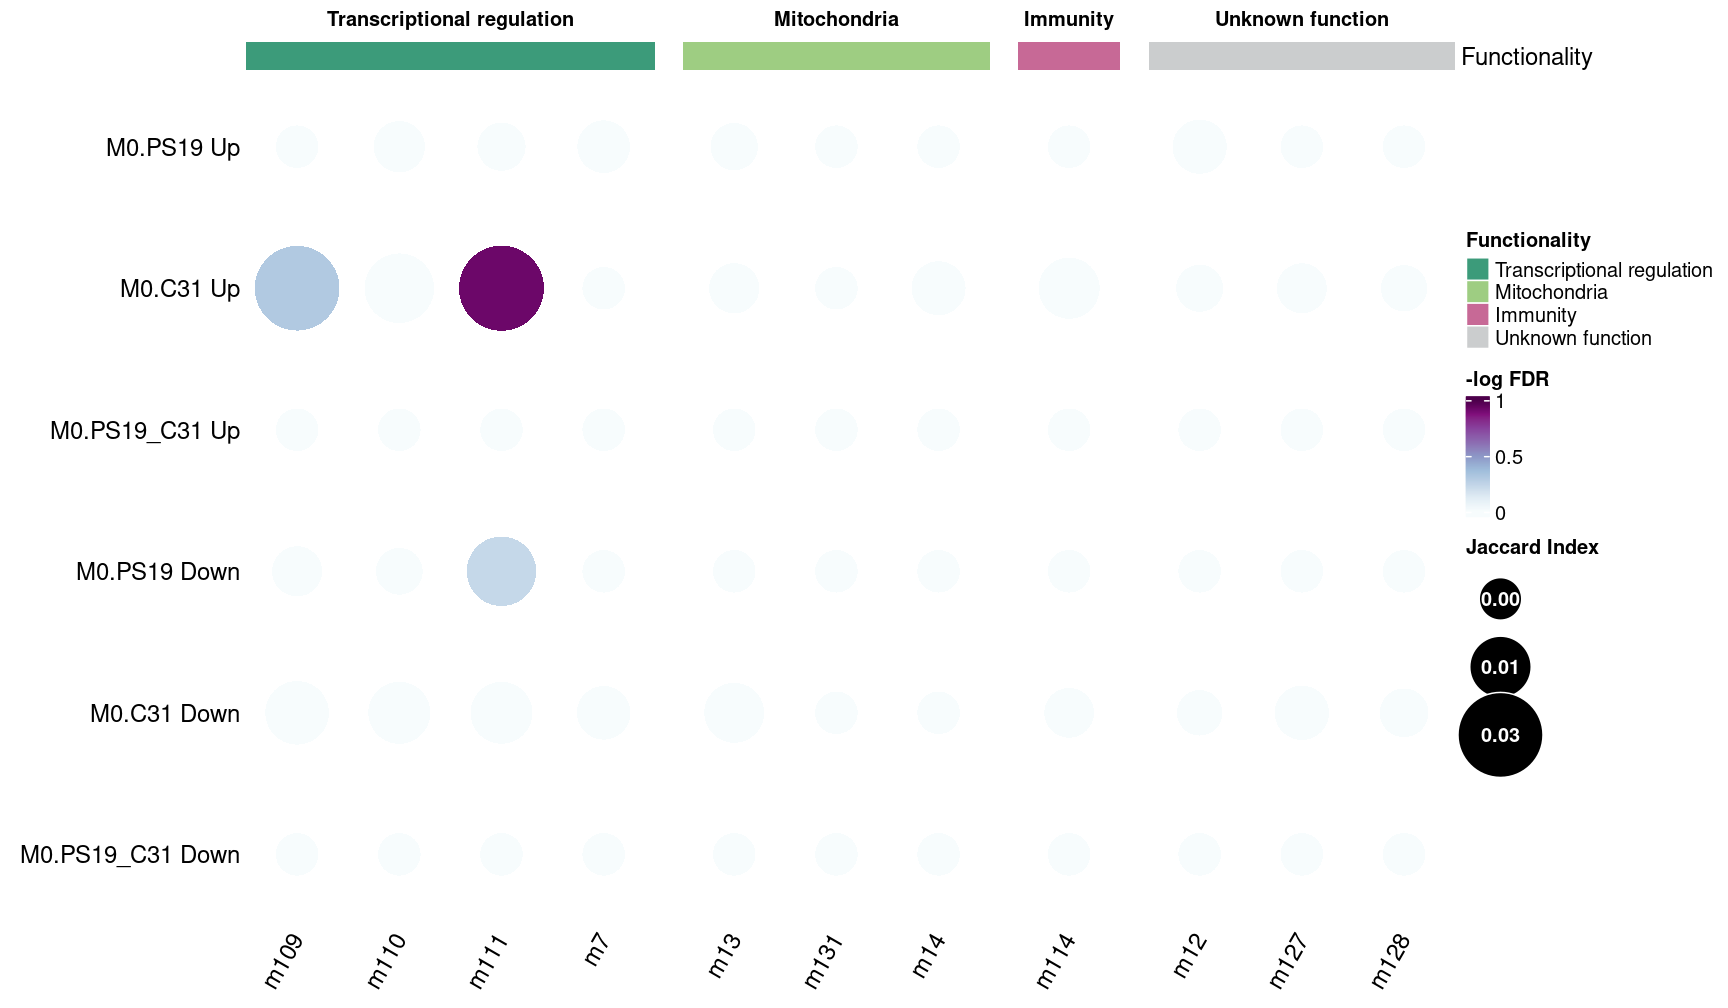 Transcriptional regulation Mitochondria Immunity Unknown function
Functionality
M0.PS19 Up
M0.C31 Up
M0.PS19_C31 Up
M0.PS19 Down
M0.C31 Down
M0.PS19_C31 Down
m109 m110 m111 m7 m13 m131 m14 m114 m12 m127 m128
Functionality
Transcriptional regulation
Mitochondria
Immunity
Unknown function
-log FDR
1
0.5
0
Jaccard Index
0.00
0.01
0.03